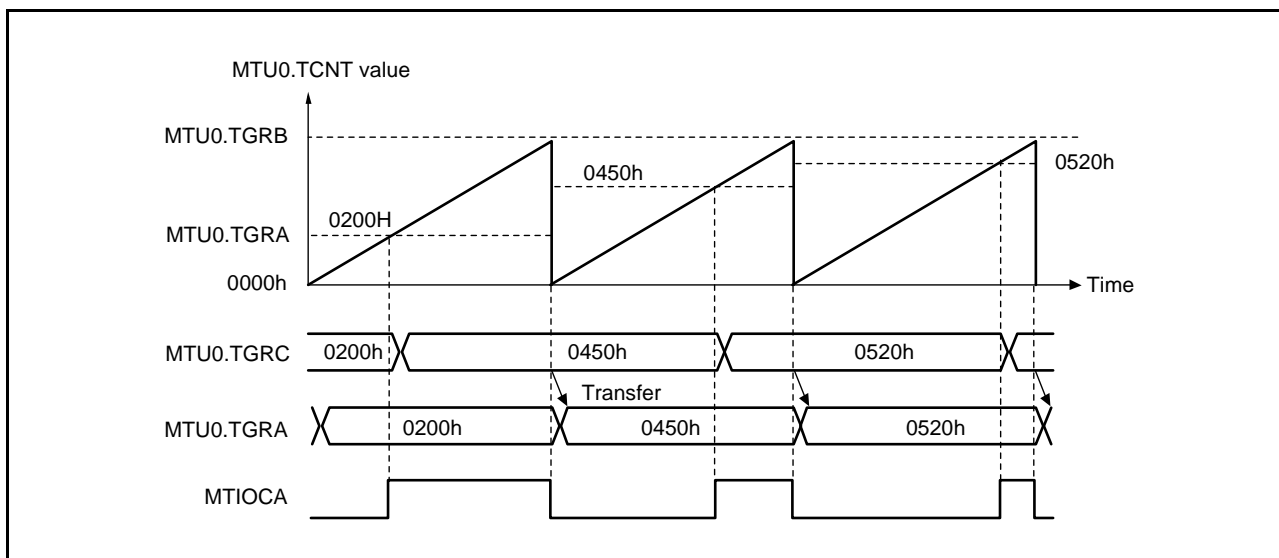 MTU0.TCNT value
MTU0.TGRB
0450h
0520h
0200H
MTU0.TGRA
0000h
Time
MTU0.TGRC 0200h 0450h 0520h
Transfer
MTU0.TGRA 0200h 0450h 0520h
MTIOCA